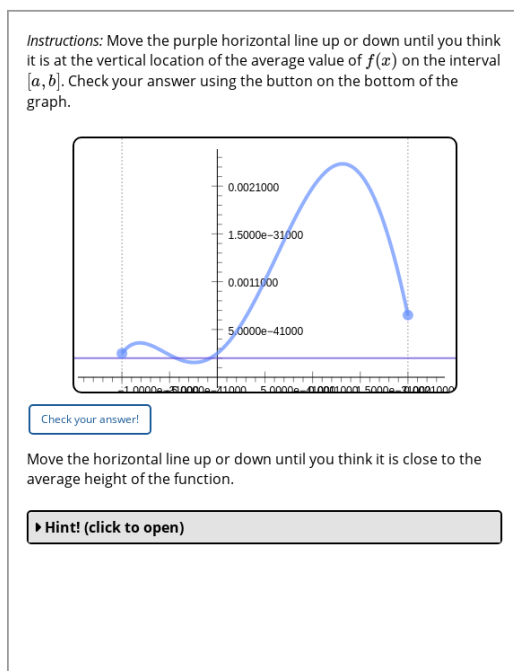 Instructions: Move the purple horizontal line up or down until you think
it is at the vertical location of the average value of f(x) on the interval
[a, b]. Check your answer using the button on the bottom of the
graph.
0.0021000
1.5000e−31000
0.0011000
5.0000e−41000
Check your answer!
Move the horizontal line up or down until you think it is close to the
average height of the function.
Hint! (click to open)